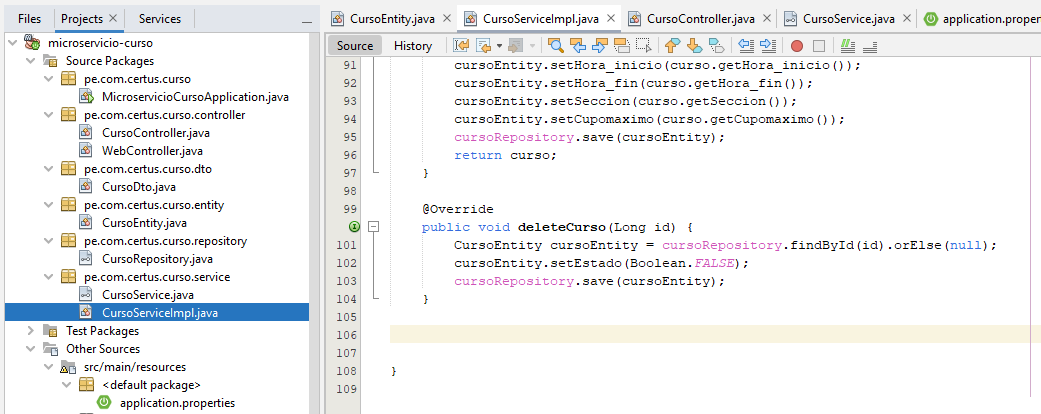 Files
Projects ×
Services
microservicio-curso
Source Packages
pe.com.certus.curso
MicroservicioCursoApplication.java
pe.com.certus.curso.controller
CursoController.java
WebController.java
pe.com.certus.curso.dto
CursoDto.java
pe.com.certus.curso.entity
CursoEntity.java
pe.com.certus.curso.repository
CursoRepository.java
pe.com.certus.curso.service
CursoService.java
CursoServiceImpl.java
Test Packages
Other Sources
src/main/resources
<default package>
application.properties
CursoEntity.java ×
CursoServiceImpl.java ×
CursoController.java ×
CursoService.java ×
application.proper
Source
History
91 cursoEntity.setHora_inicio(curso.getHora_inicio());
92 cursoEntity.setHora_fin(curso.getHora_fin());
93 cursoEntity.setSeccion(curso.getSeccion());
94 cursoEntity.setCupomaximo(curso.getCupomaximo());
95 cursoRepository.save(cursoEntity);
96 return curso;
97 }
98
99 @Override
public void deleteCurso(Long id) {
101 CursoEntity cursoEntity = cursoRepository.findById(id).orElse(null);
102 cursoEntity.setEstado(Boolean.FALSE);
103 cursoRepository.save(cursoEntity);
104 }
105
106
107
108 }
109